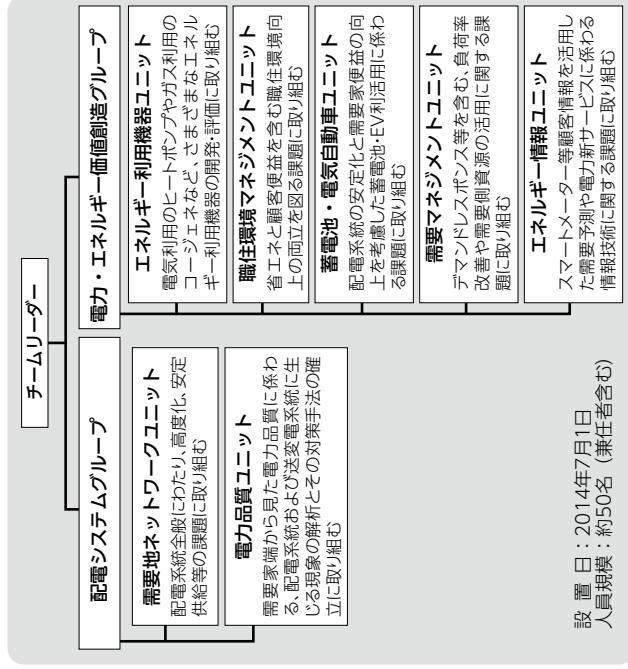 チームリーダー
配電システムグループ
需要地ネットワークユニット
配電系統全般にわたり、高度化、安定
供給等の課題に取り組む
電力品質ユニット
需要家端から見た電力品質に係わ
る、配電系統および送変電系統に生
じる現象の解析とその対策手法の確
立に取り組む
電力・エネルギー価値創造グループ
エネルギー利用機器ユニット
電気利用のヒートポンプやガス利用の
コージェネなど、さまざまなエネル
ギー利用機器の開発・評価に取り組む
職住環境マネジメントユニット
省エネと顧客便益を含む職住環境向
上の両立を図る課題に取り組む
蓄電池・電気自動車ユニット
配電系統の安定化と需要家便益の向
上を考慮した蓄電池・EV利活用に係わ
る課題に取り組む
需要マネジメントユニット
デマンドレスポンス等を含む、負荷率
改善や需要側資源の活用に関する課
題に取り組む
エネルギー情報ユニット
スマートメーター等顧客情報を活用し
た需要予測や電力新サービスに係わる
情報技術に関する課題に取り組む
設 置 日：2014年7月1日
人員規模：約50名（兼任者含む）